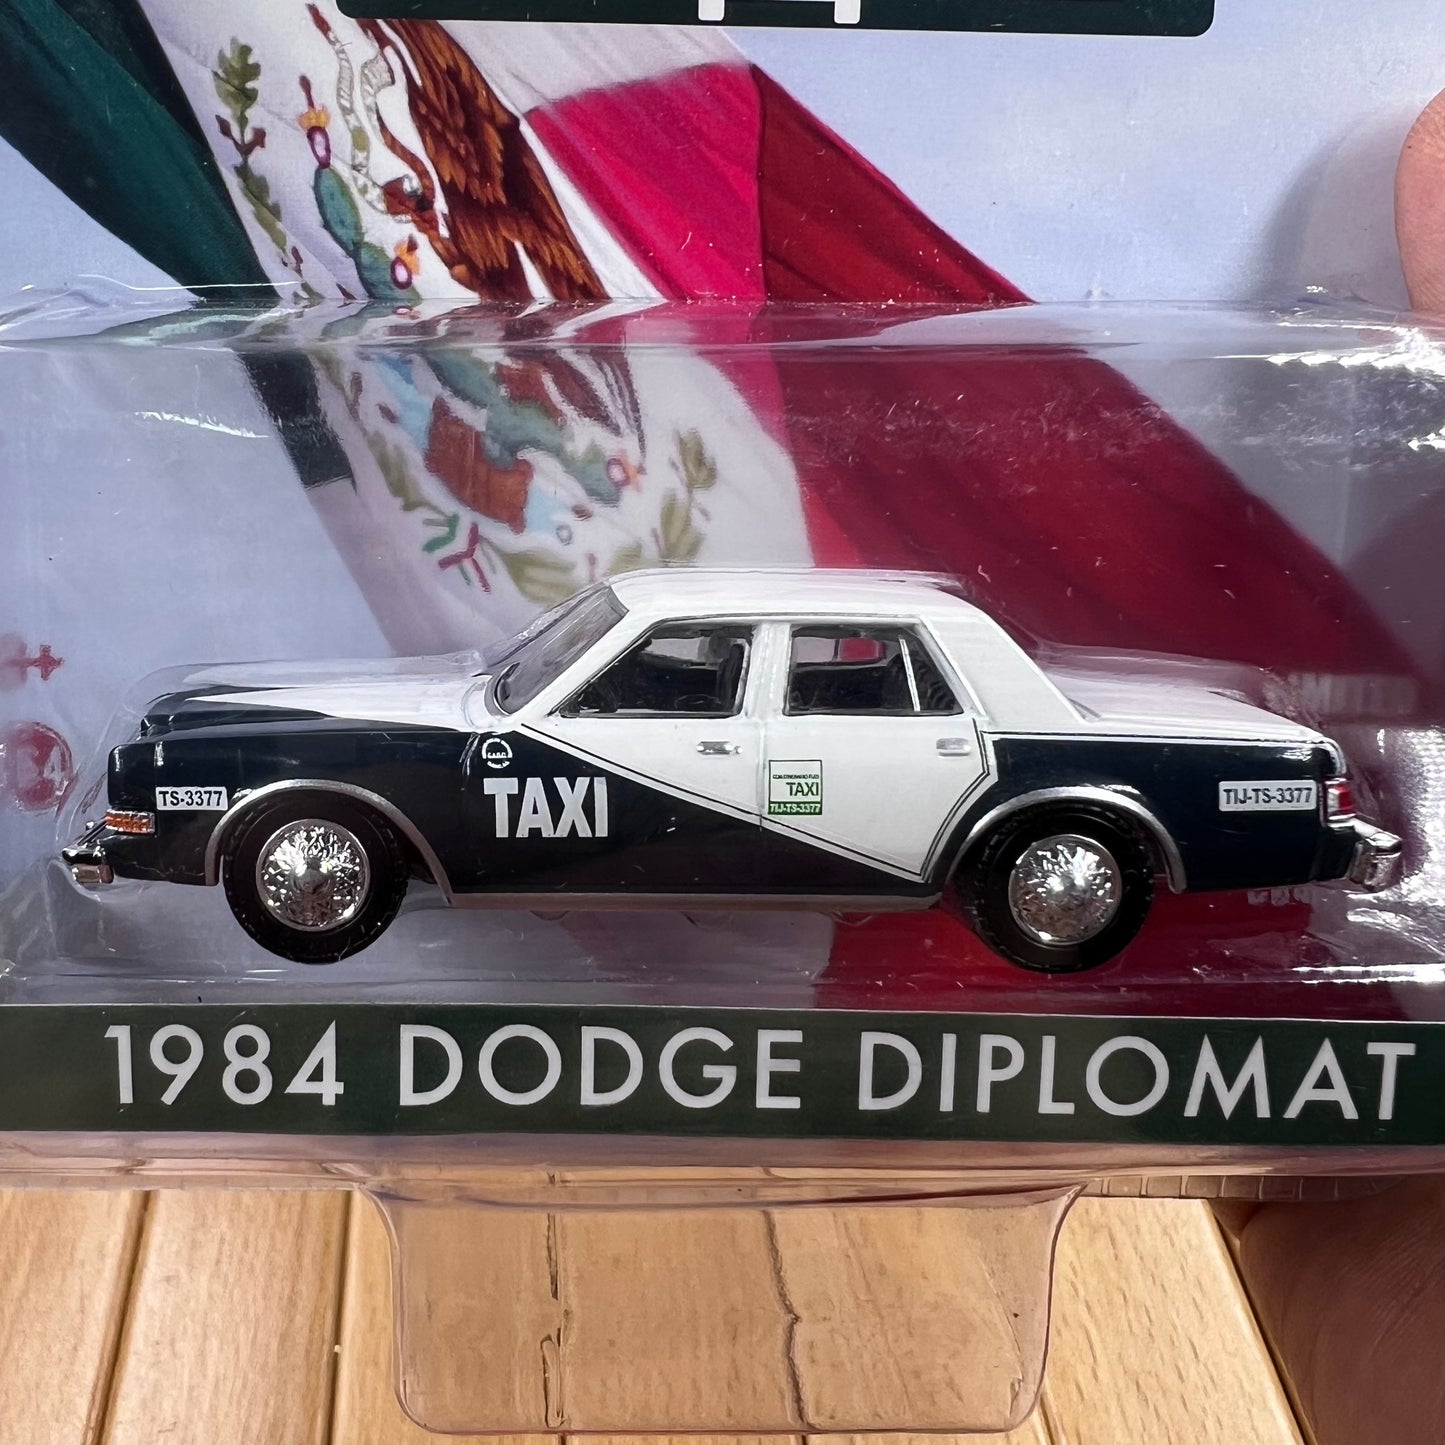 TS-3377
TAXI
TAXI
TIJ-TS-3377
TIJ-TS-3377
1984 DODGE DIPLOMAT